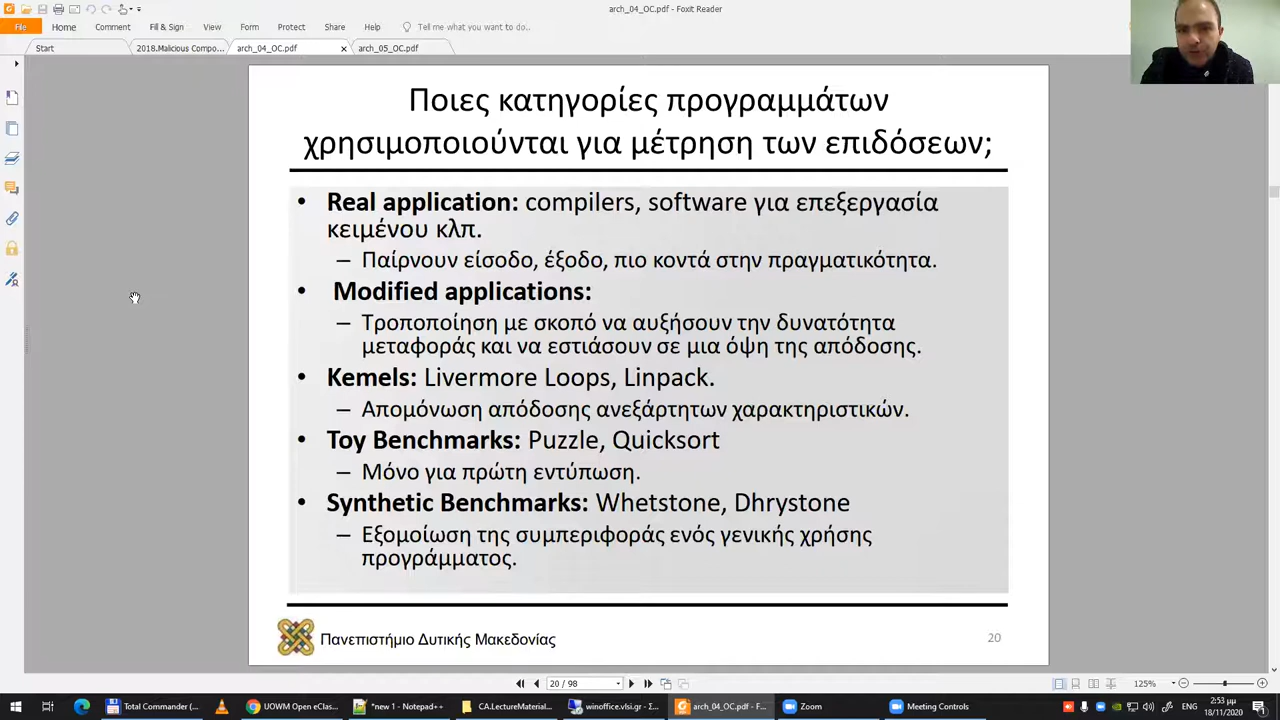 arch_04_OC.pdf - Foxit Reader
File Home Comment Fill & Sign View Form Protect Share Help Tell me what you want to do...
Start 2018.Malicious Compo... arch_04_OC.pdf arch_05_OC.pdf
Ποιες κατηγορίες προγραμμάτων
χρησιμοποιούνται για μέτρηση των επιδόσεων;
• Real application: compilers, software για επεξεργασία
κειμένου κλπ.
– Παίρνουν είσοδο, έξοδο, πιο κοντά στην πραγματικότητα.
• Modified applications:
– Τροποποίηση με σκοπό να αυξήσουν την δυνατότητα
μεταφοράς και να εστιάσουν σε μια όψη της απόδοσης.
• Kemels: Livermore Loops, Linpack.
– Απομόνωση απόδοσης ανεξάρτητων χαρακτηριστικών.
• Toy Benchmarks: Puzzle, Quicksort
– Μόνο για πρώτη εντύπωση.
• Synthetic Benchmarks: Whetstone, Dhrystone
– Εξομοίωση της συμπεριφοράς ενός γενικής χρήσης
προγράμματος.
Πανεπιστήμιο Δυτικής Μακεδονίας 20
20 / 98 125%
Total Commander (... UOWM Open eClass... *new 1 - Notepad++ CA.LectureMaterial... winoffice.vlsi.gr - Σ... arch_04_OC.pdf - F... Zoom Meeting Controls ENG 2:53 μμ
18/11/2020